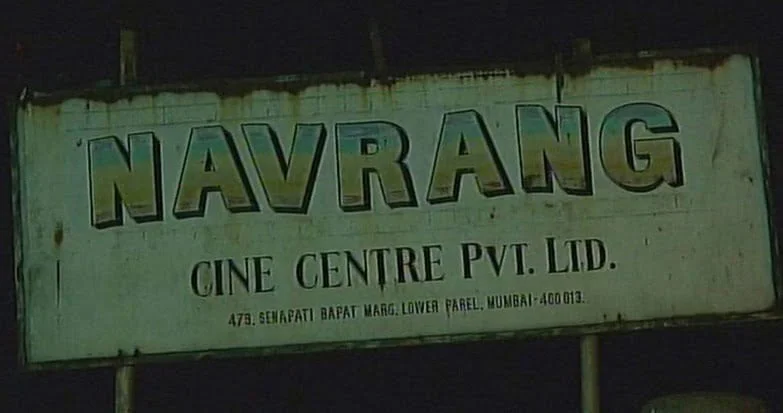 NAVRANG
CINE CENTRE PVT. LTD.
479, SENAPATI BAPAT MARG, LOWER PAREL, MUMBAI-400 013.